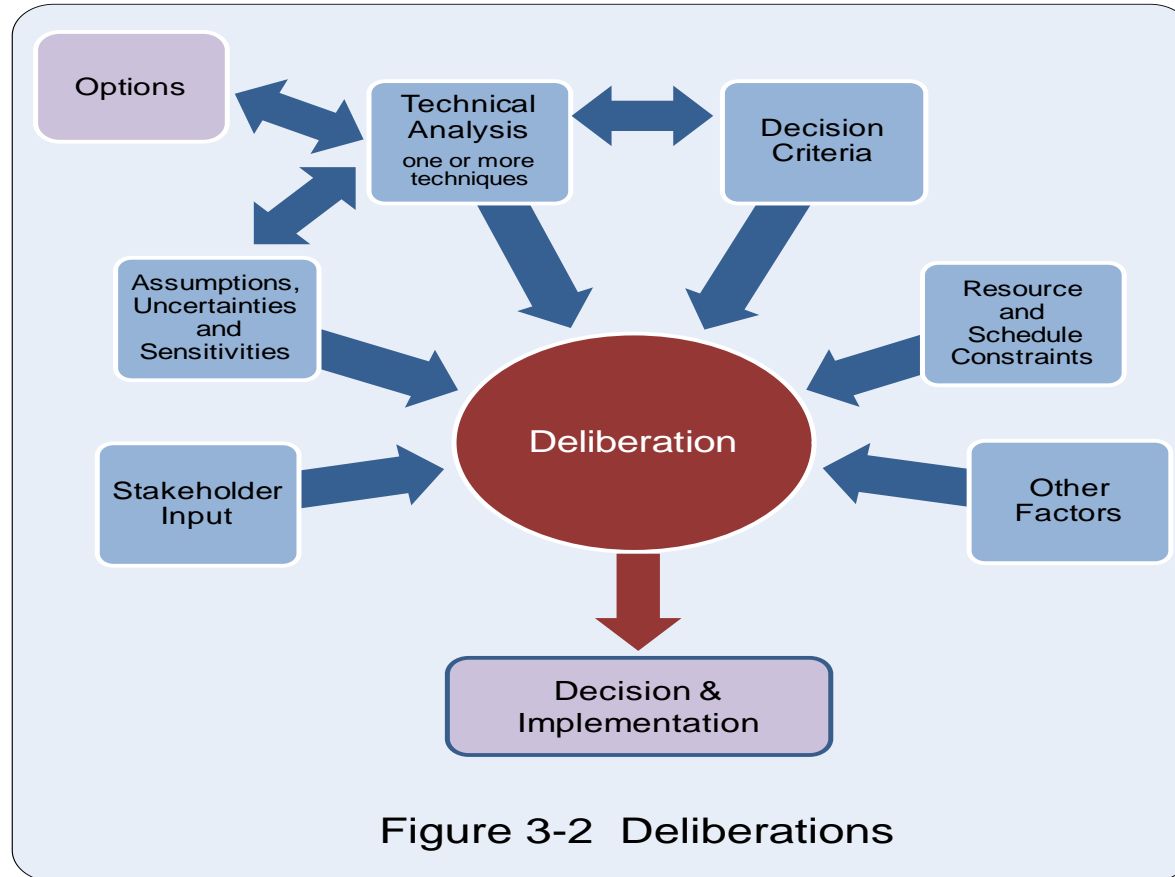 Options
Technical
Analysis
one or more
techniques
Decision
Criteria
Assumptions,
Uncertainties
and
Sensitivities
Resource
and
Schedule
Constraints
Deliberation
Stakeholder
Input
Other
Factors
Decision &
Implementation
Figure 3-2 Deliberations